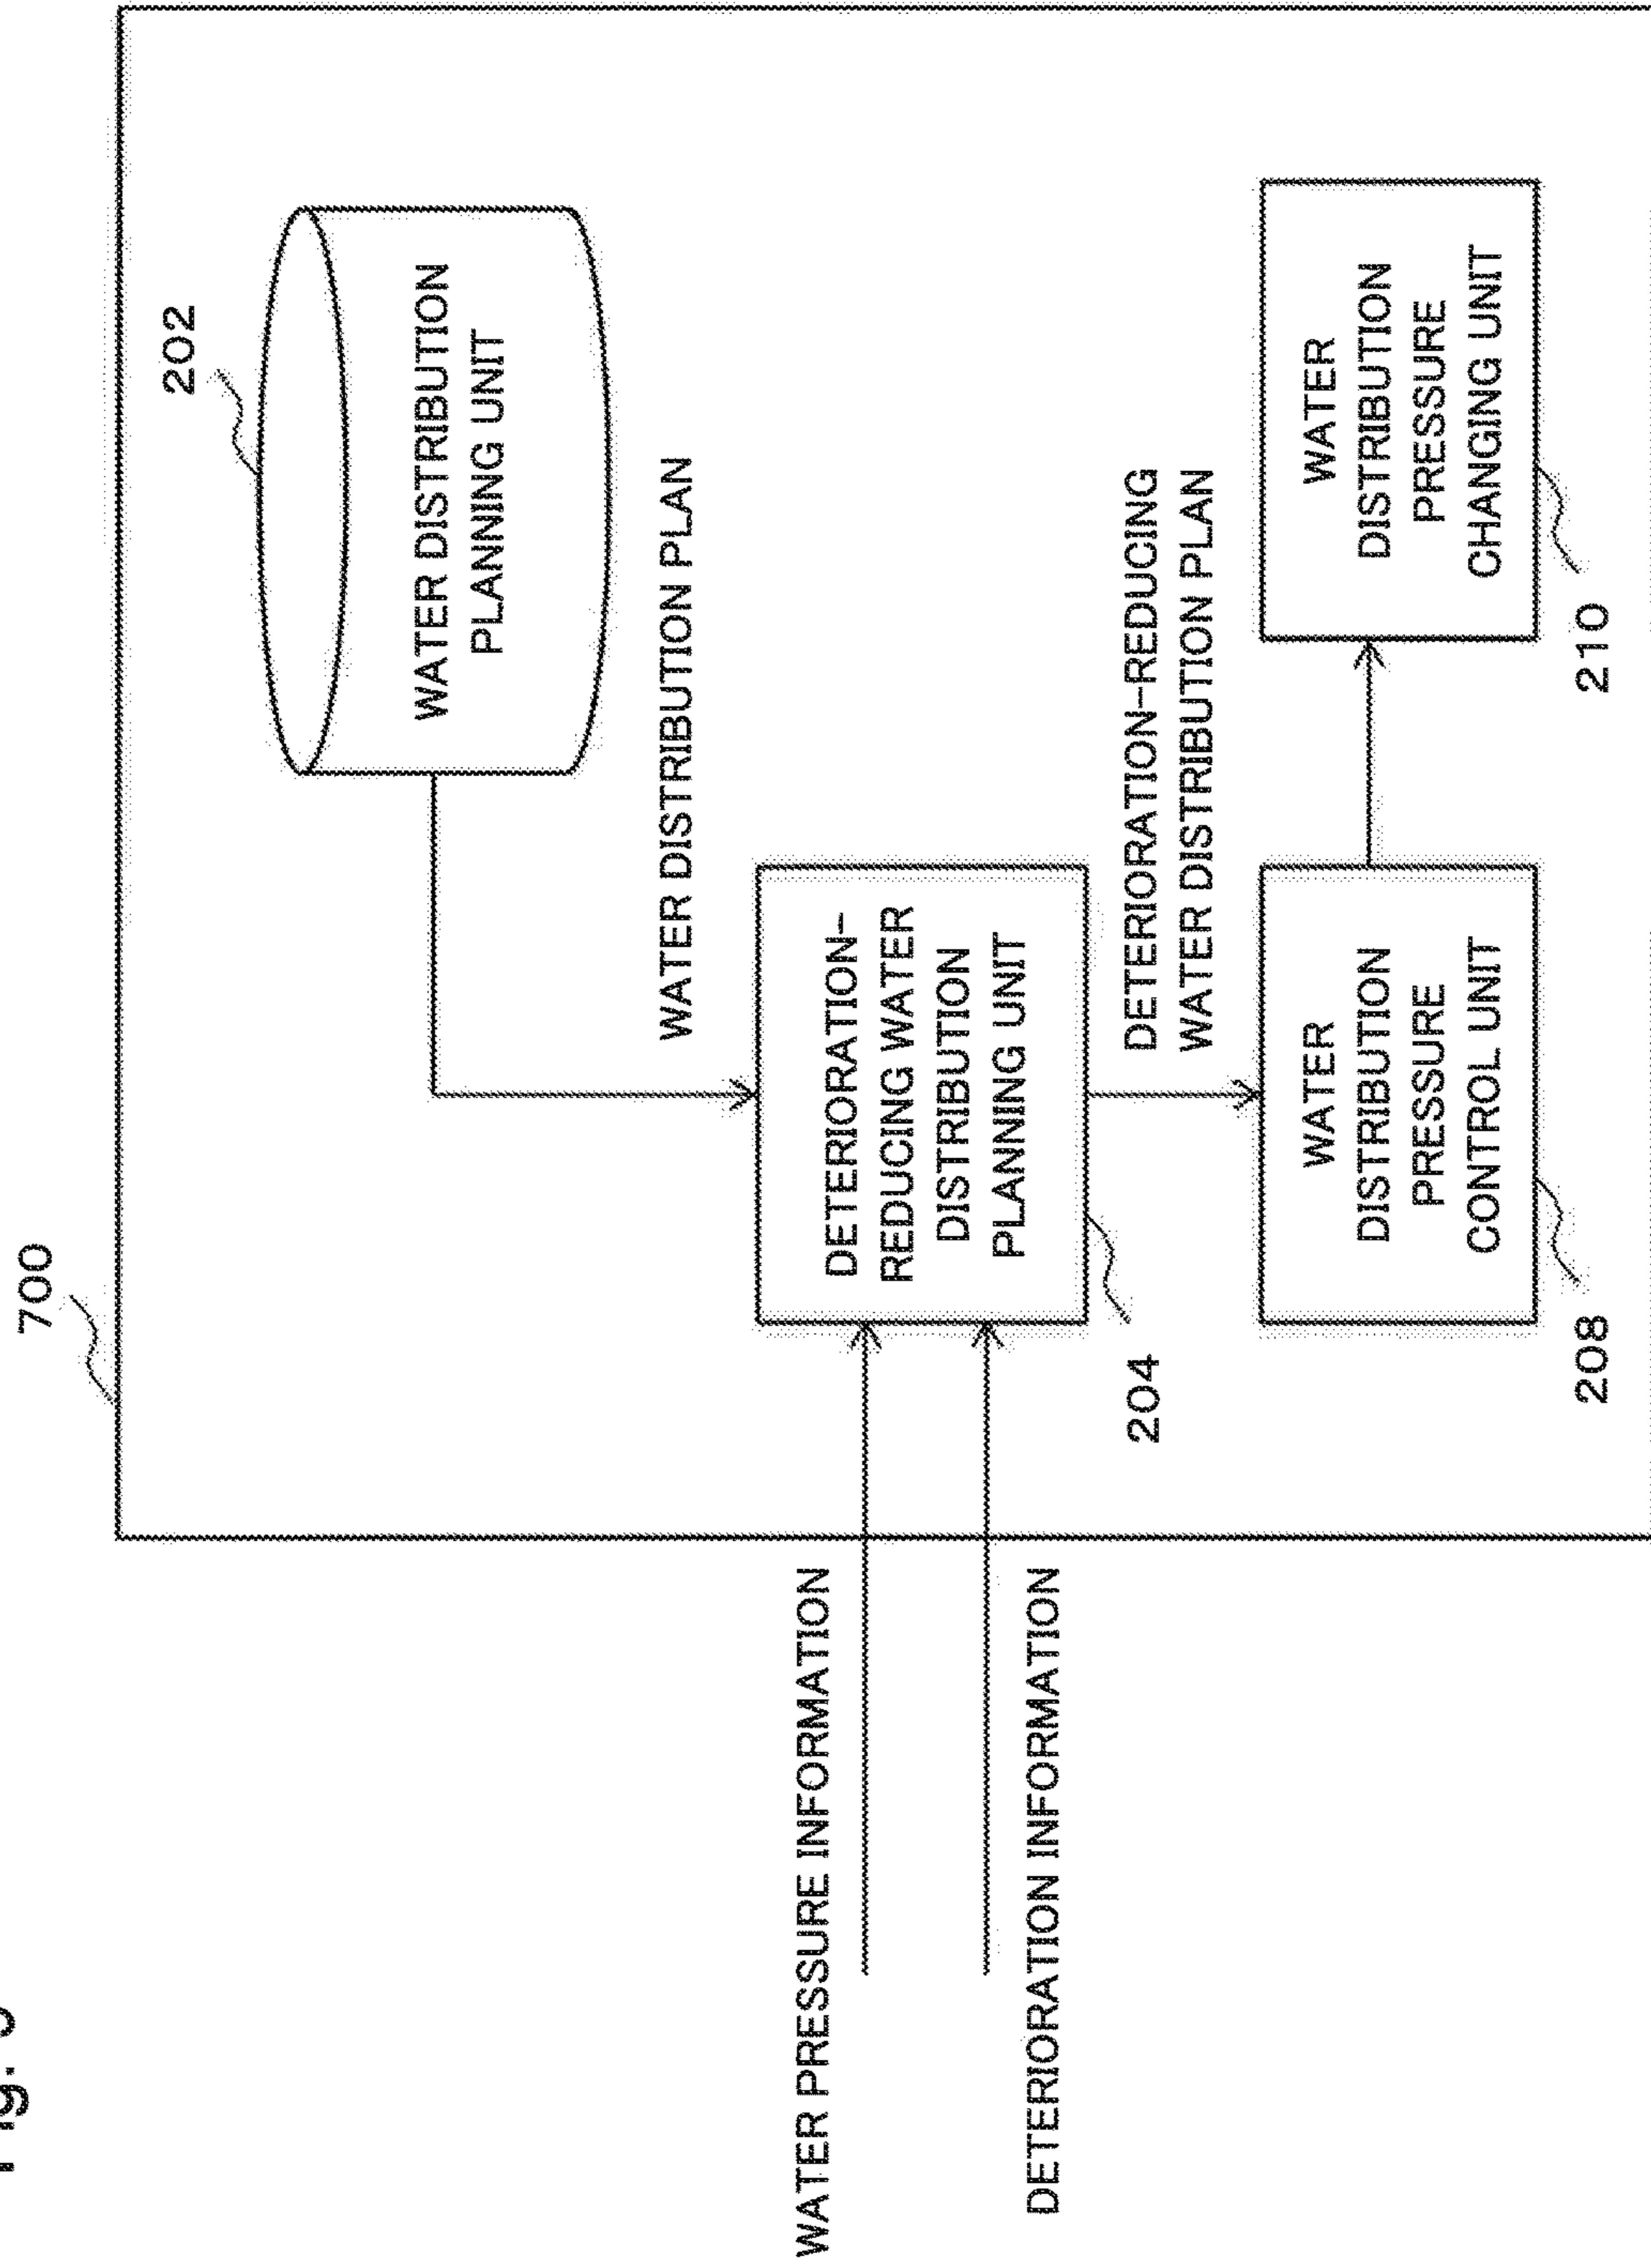 700
202
WATER DISTRIBUTION
PLANNING UNIT
WATER DISTRIBUTION PLAN
WATER PRESSURE INFORMATION
DETERIORATION INFORMATION
DETERIORATION-
REDUCING WATER
DISTRIBUTION
PLANNING UNIT
204
DETERIORATION-REDUCING
WATER DISTRIBUTION PLAN
WATER
DISTRIBUTION
PRESSURE
CONTROL UNIT
208
WATER
DISTRIBUTION
PRESSURE
CHANGING UNIT
210